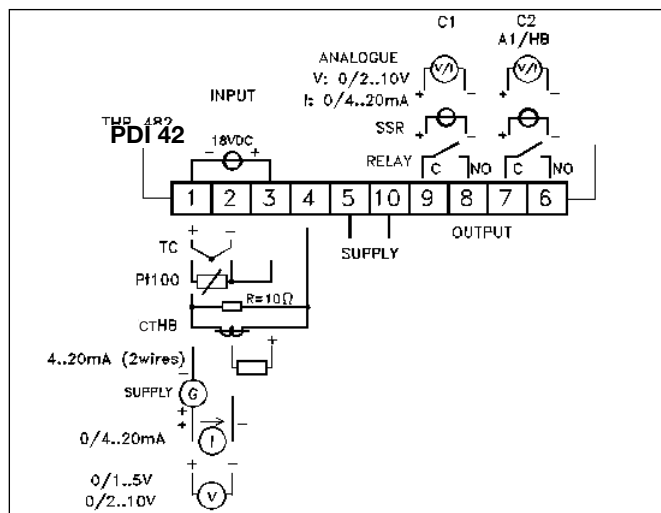 C1 C2
A1/HB
ANALOGUE
V: 0/2..10V
I: 0/4..20mA
V/I V/I
+ - + -
INPUT
SSR
+ - + -
PDI 42
18VDC
- +
RELAY
C NO C NO
1 2 3 4 5 10 9 8 7 6
SUPPLY
OUTPUT
TC
+ -
Pt100
R=10Ω
CTHB
+
4..20mA (2wires)
-
SUPPLY
G
+
+ -
0/4..20mA
I
+ -
0/1..5V
0/2..10V
V